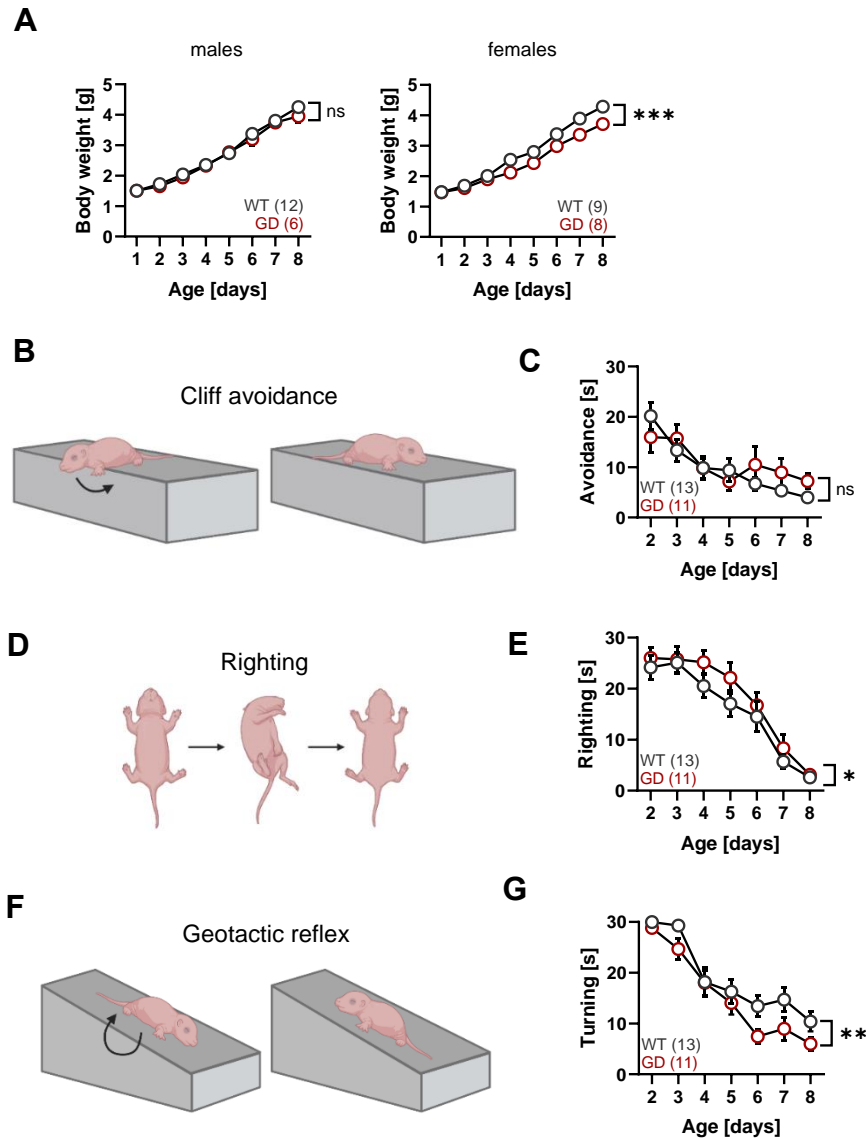 A
males
females
Body weight [g]
5
4
3
2
1
0
ns
WT (12)
GD (6)
1 2 3 4 5 6 7 8
Age [days]
Body weight [g]
5
4
3
2
1
0
***
WT (9)
GD (8)
1 2 3 4 5 6 7 8
Age [days]
B
Cliff avoidance
C
Avoidance [s]
30
20
10
0
ns
WT (13)
GD (11)
2 3 4 5 6 7 8
Age [days]
D
Righting
E
Righting [s]
30
20
10
0
*
WT (13)
GD (11)
2 3 4 5 6 7 8
Age [days]
F
Geotactic reflex
G
Turning [s]
30
20
10
0
**
WT (13)
GD (11)
2 3 4 5 6 7 8
Age [days]